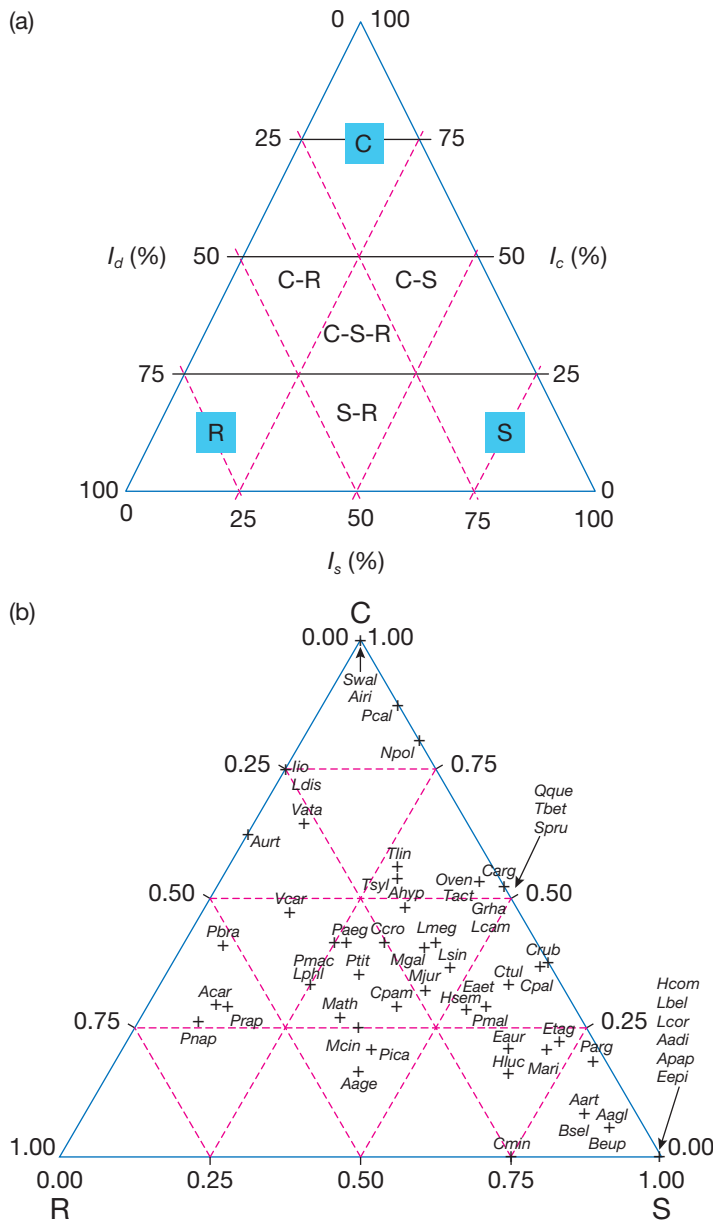 (a)
0 100
25 C 75
I_d (%) 50 50 I_c (%)
C-R C-S
C-S-R
75 25
R S-R S
100 0
0 25 50 75 100
I_s (%)
(b)
C
0.00 1.00
Swal
Airi
Pcal
Npol
0.25 Iio 0.75
Ldis
Qque
Tbet
Spru
Vata
Aurt
Tlin
Tsyl Oven Carg
Tact
0.50 0.50
Vcar Ahyp Grha
Lcam
Pbra Paeg Ccro Lmeg
Crub
Pmac Ptit Mgal Lsin
Lphl Mjur Ctul Cpal
Hcom
Lbel
Lcor
Aadi
Apap
Eepi
Acar Cpam Hsem Eaet
Prap Math Pmal
Pnap
0.75 0.25
Mcin Pica Eaur Etag Parg
Aage Hluc Mari
Aart Aagl
Bsel Beup
Cmin
1.00 0.00
0.00 0.25 0.50 0.75 1.00
R S